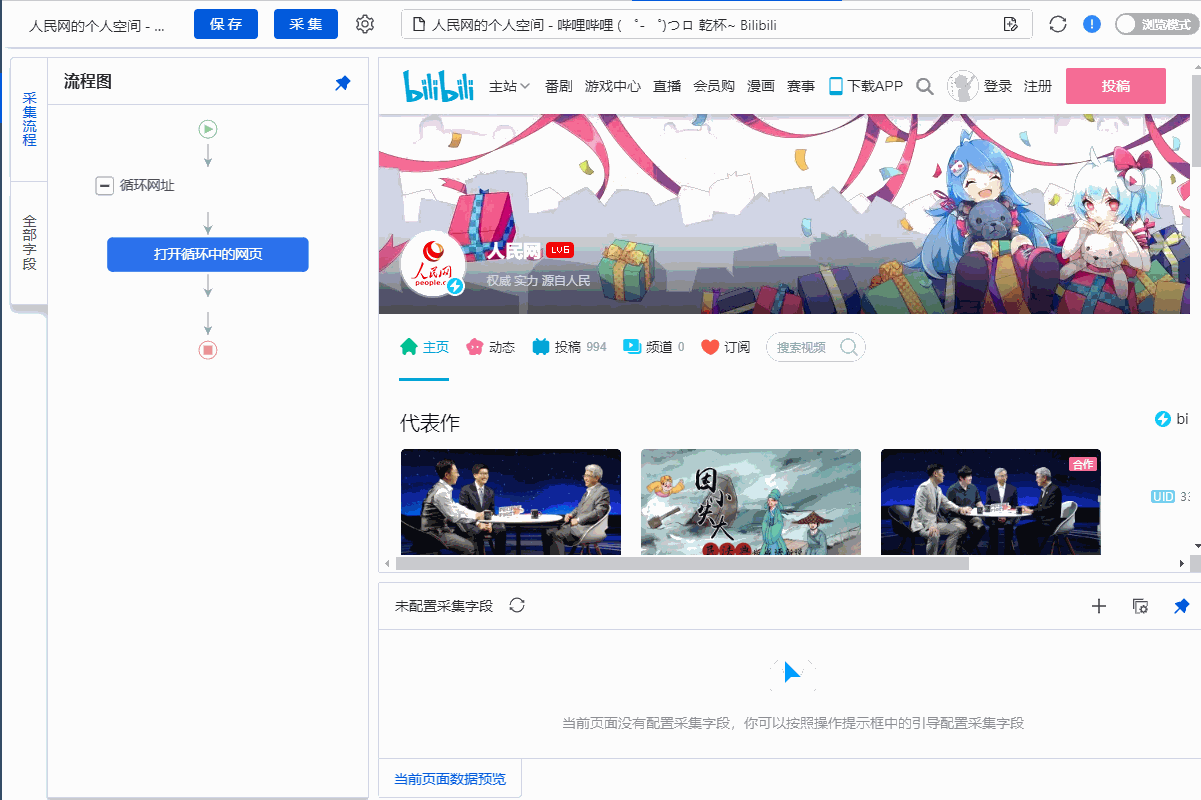 人民网的个人空间 - ...
保 存
采 集
人民网的个人空间 - 哔哩哔哩 ( ゜- ゜)つロ 乾杯~ Bilibili
浏览模式
采集流程
全部字段
流程图
循环网址
打开循环中的网页
bilibili
主站
番剧
游戏中心
直播
会员购
漫画
赛事
下载APP
登录
注册
投稿
人民网
people.c
人民网 LV6
权威 实力 源自人民
主页
动态
投稿 994
频道 0
订阅
搜索视频
代表作
bi
因小失大
合作
UID 33
未配置采集字段
当前页面没有配置采集字段，你可以按照操作提示框中的引导配置采集字段
当前页面数据预览